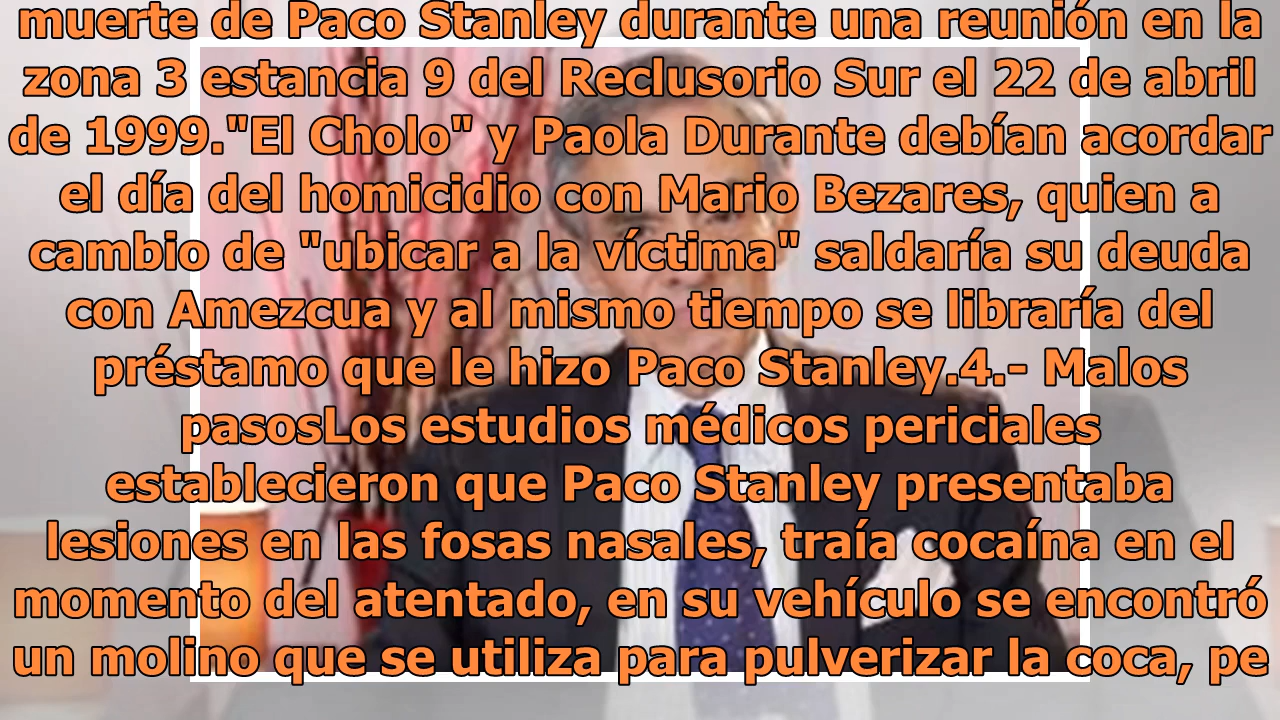 muerte de Paco Stanley durante una reunión en la
zona 3 estancia 9 del Reclusorio Sur el 22 de abril
de 1999."El Cholo" y Paola Durante debían acordar
el día del homicidio con Mario Bezares, quien a
cambio de "ubicar a la víctima" saldaría su deuda
con Amezcua y al mismo tiempo se libraría del
préstamo que le hizo Paco Stanley.4.- Malos
pasosLos estudios médicos periciales
establecieron que Paco Stanley presentaba
lesiones en las fosas nasales, traía cocaína en el
momento del atentado, en su vehículo se encontró
un molino que se utiliza para pulverizar la coca, pe